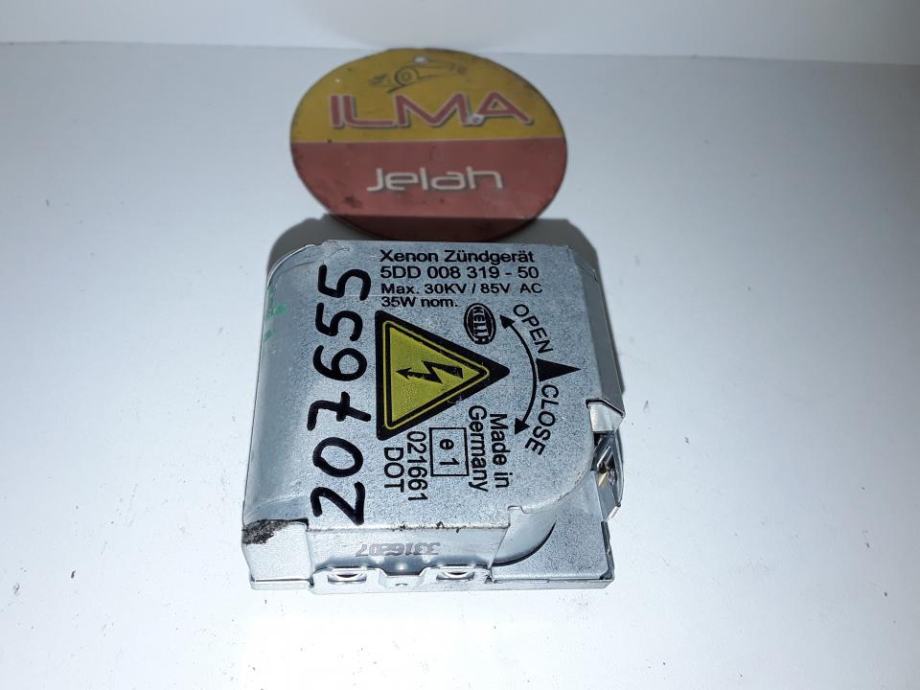 ILMA
Jelah
Xenon Zündgerät
5DD 008 319 - 50
Max. 30KV / 85V AC
35W nom.
HELLA
OPEN
CLOSE
207655
Made in
Germany
e 1
021661
DOT